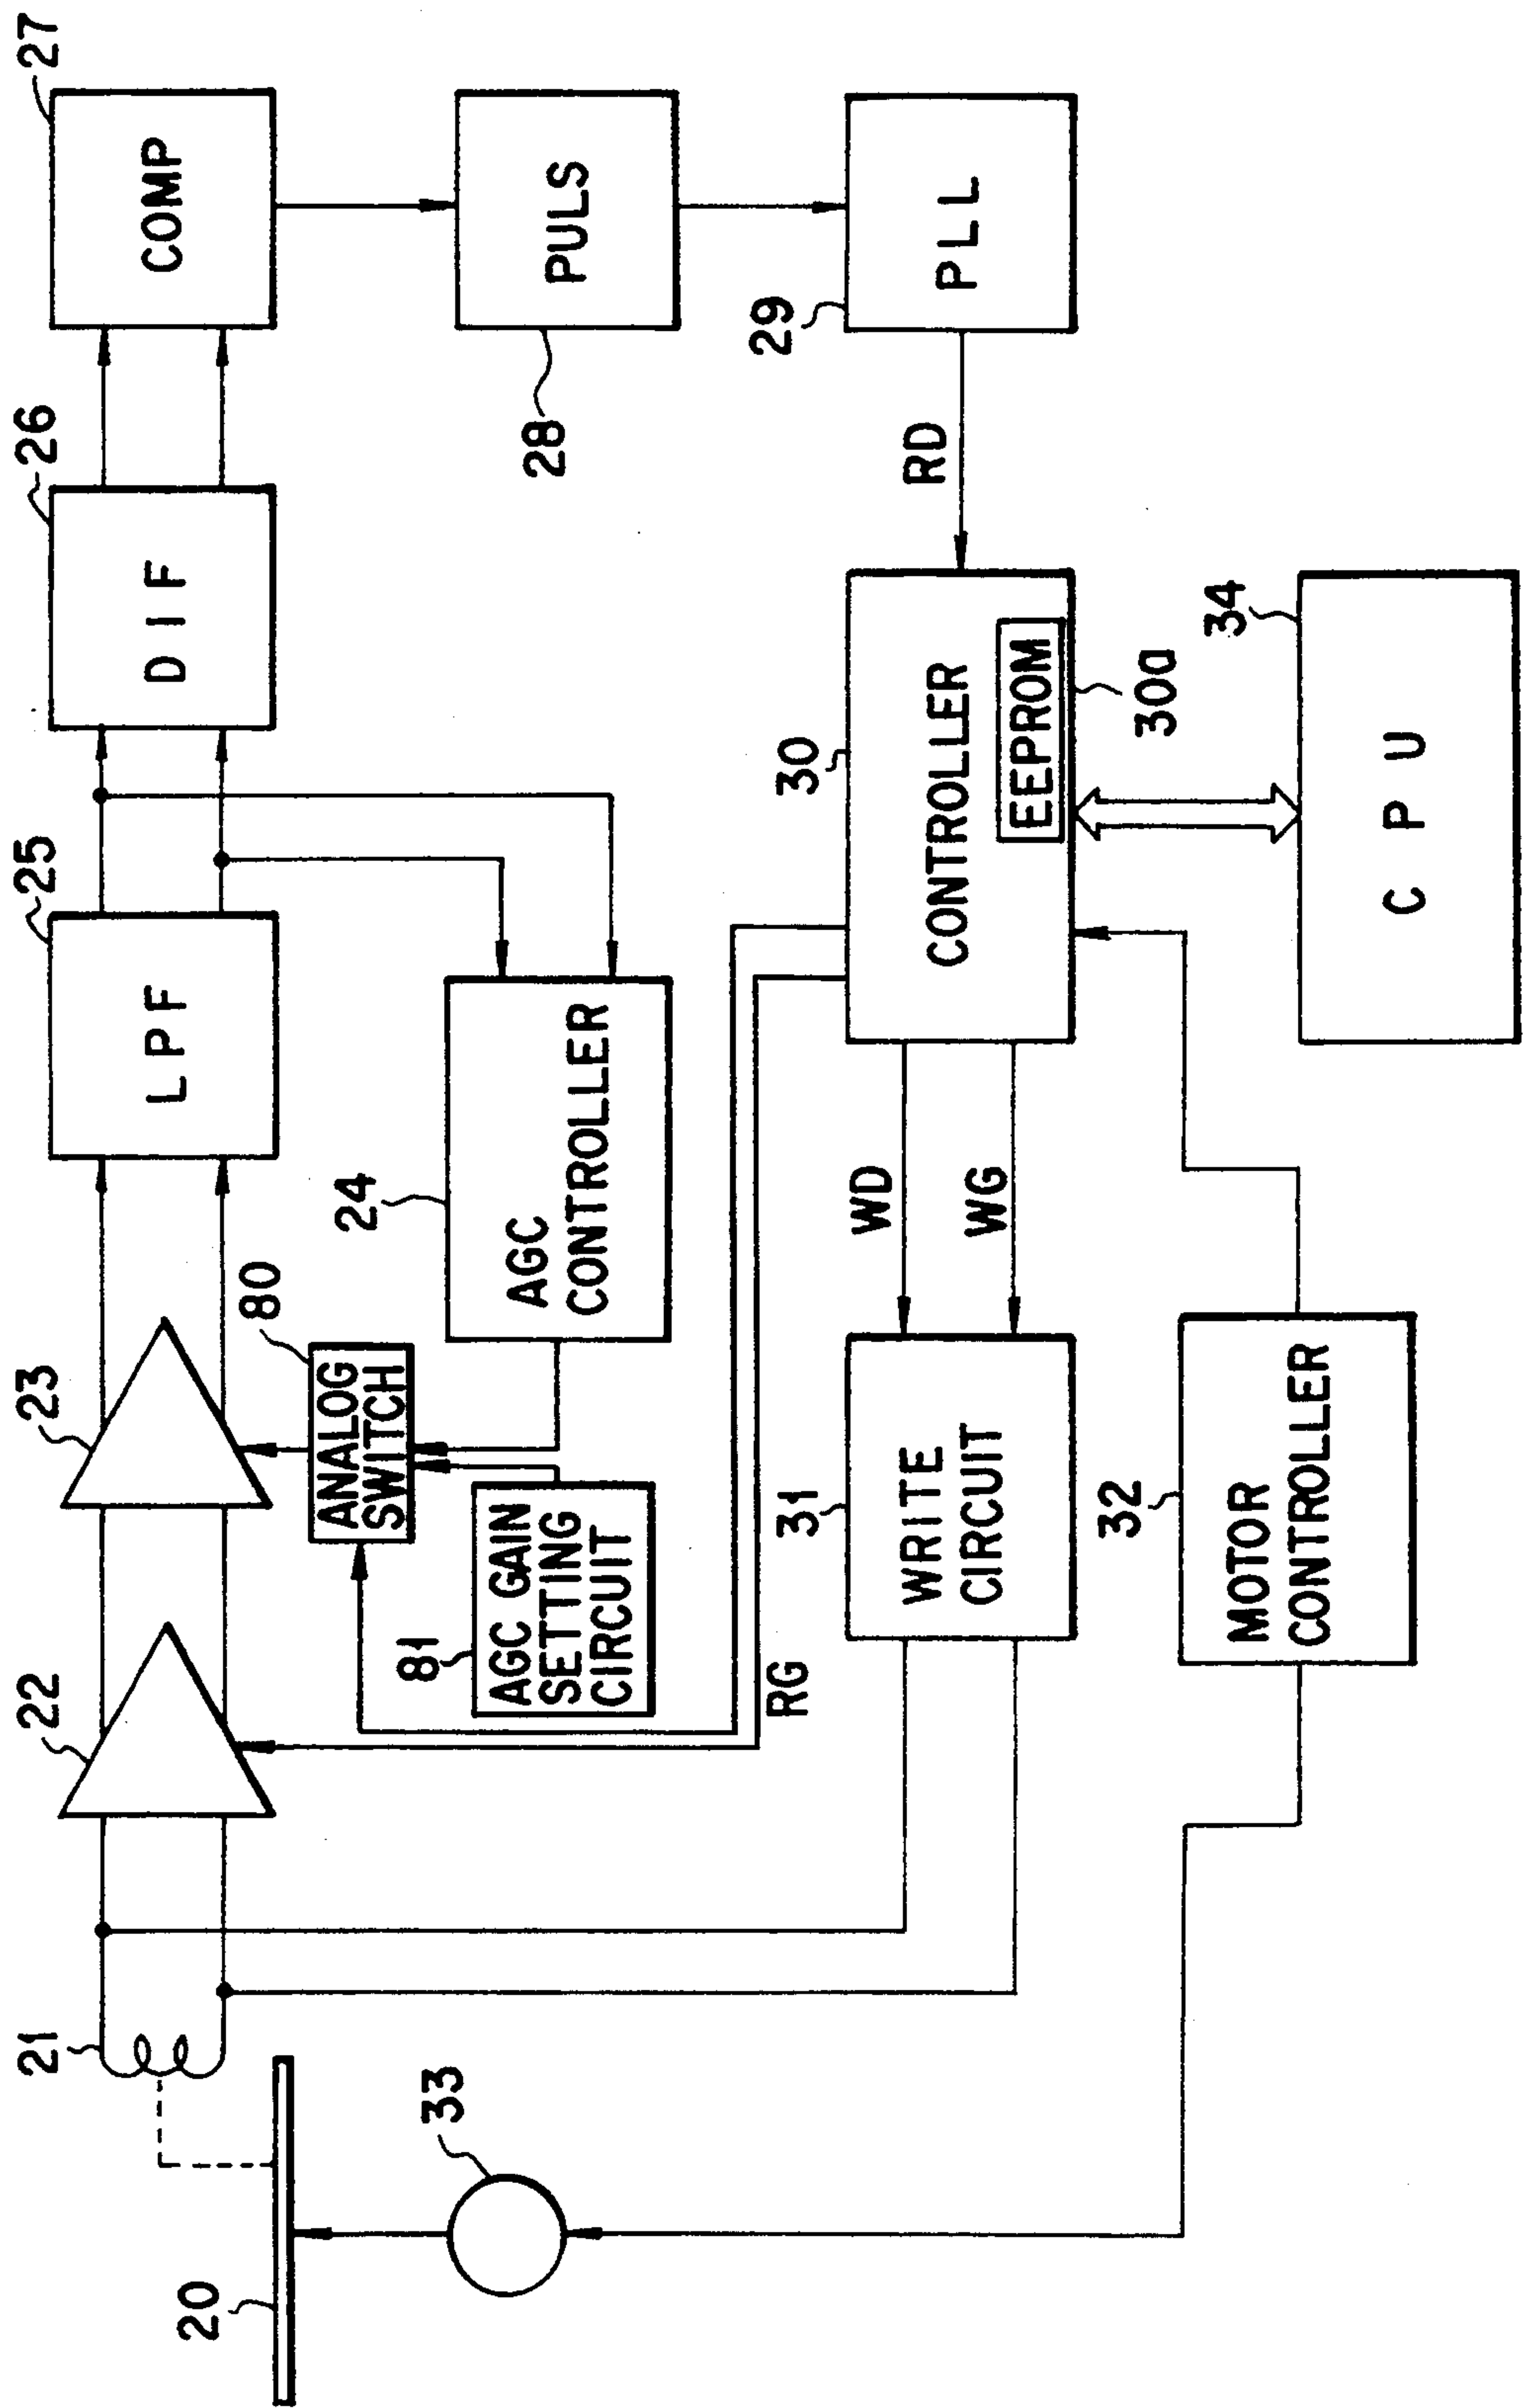 21
22
23
25
26
27
LPF
DIF
COMP
80
ANALOG
SWITCH
24
AGC
CONTROLLER
81
AGC GAIN
SETTING
CIRCUIT
28
PULS
20
33
RG
29
PLL
RD
30
CONTROLLER
EEPROM
30a
WD
WG
31
WRITE
CIRCUIT
32
MOTOR
CONTROLLER
34
CPU